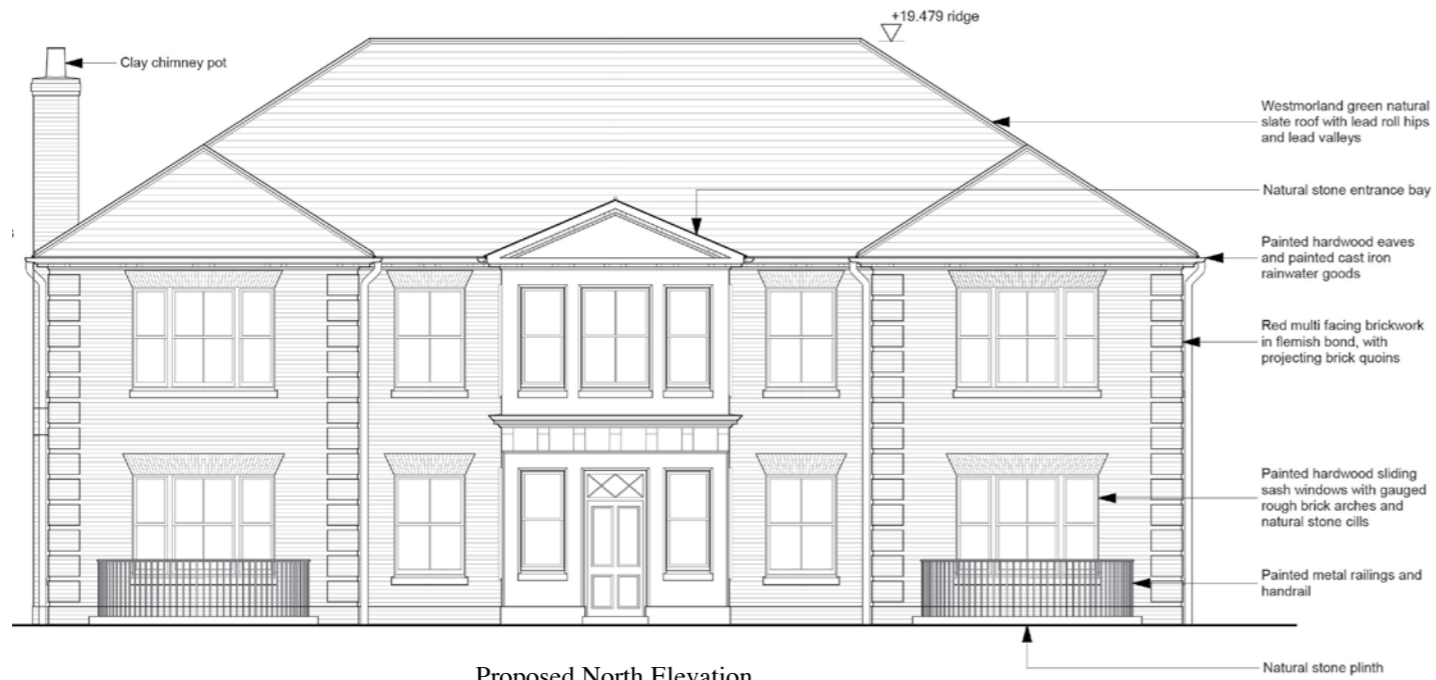 +19.479 ridge
Clay chimney pot
Westmorland green natural
slate roof with lead roll hips
and lead valleys
Natural stone entrance bay
Painted hardwood eaves
and painted cast iron
rainwater goods
Red multi facing brickwork
in flemish bond, with
projecting brick quoins
Painted hardwood sliding
sash windows with gauged
rough brick arches and
natural stone cills
Painted metal railings and
handrail
Natural stone plinth
Proposed North Elevation